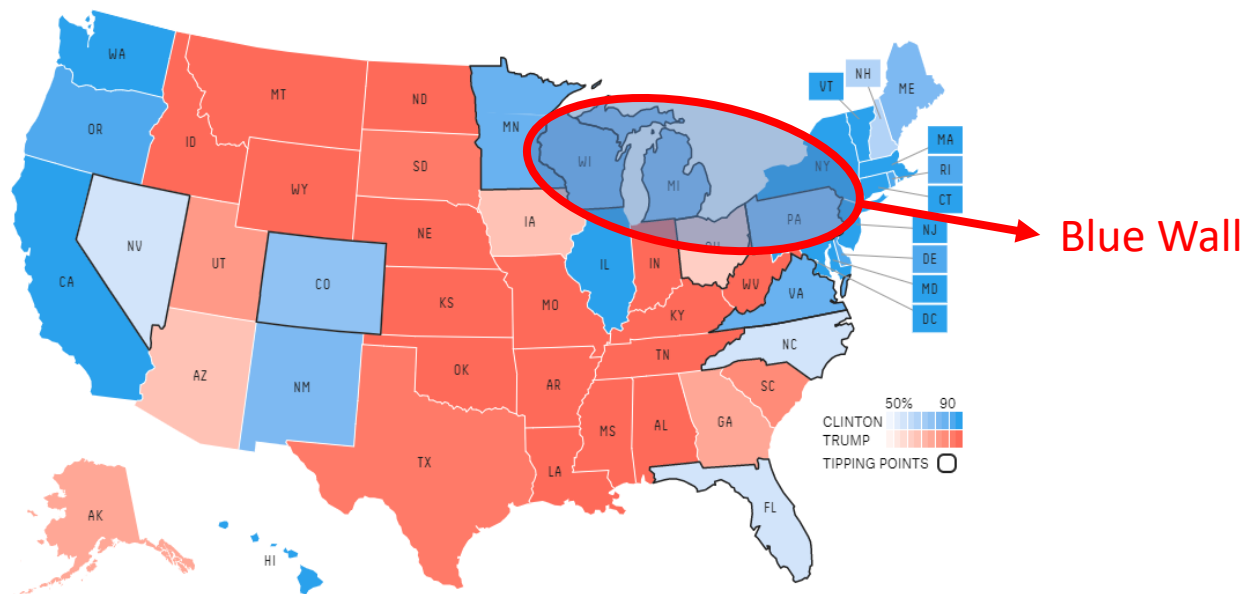 WA
MT
ND
MN
VT
NH
ME
OR
ID
SD
WI
MI
NY
MA
RI
CT
WY
IA
PA
NJ
Blue Wall
NV
UT
CO
NE
IL
IN
OH
WV
VA
DE
MD
DC
CA
KS
MO
KY
NC
AZ
NM
OK
AR
TN
SC
MS
AL
GA
TX
LA
FL
AK
HI
50% 90
CLINTON
TRUMP
TIPPING POINTS